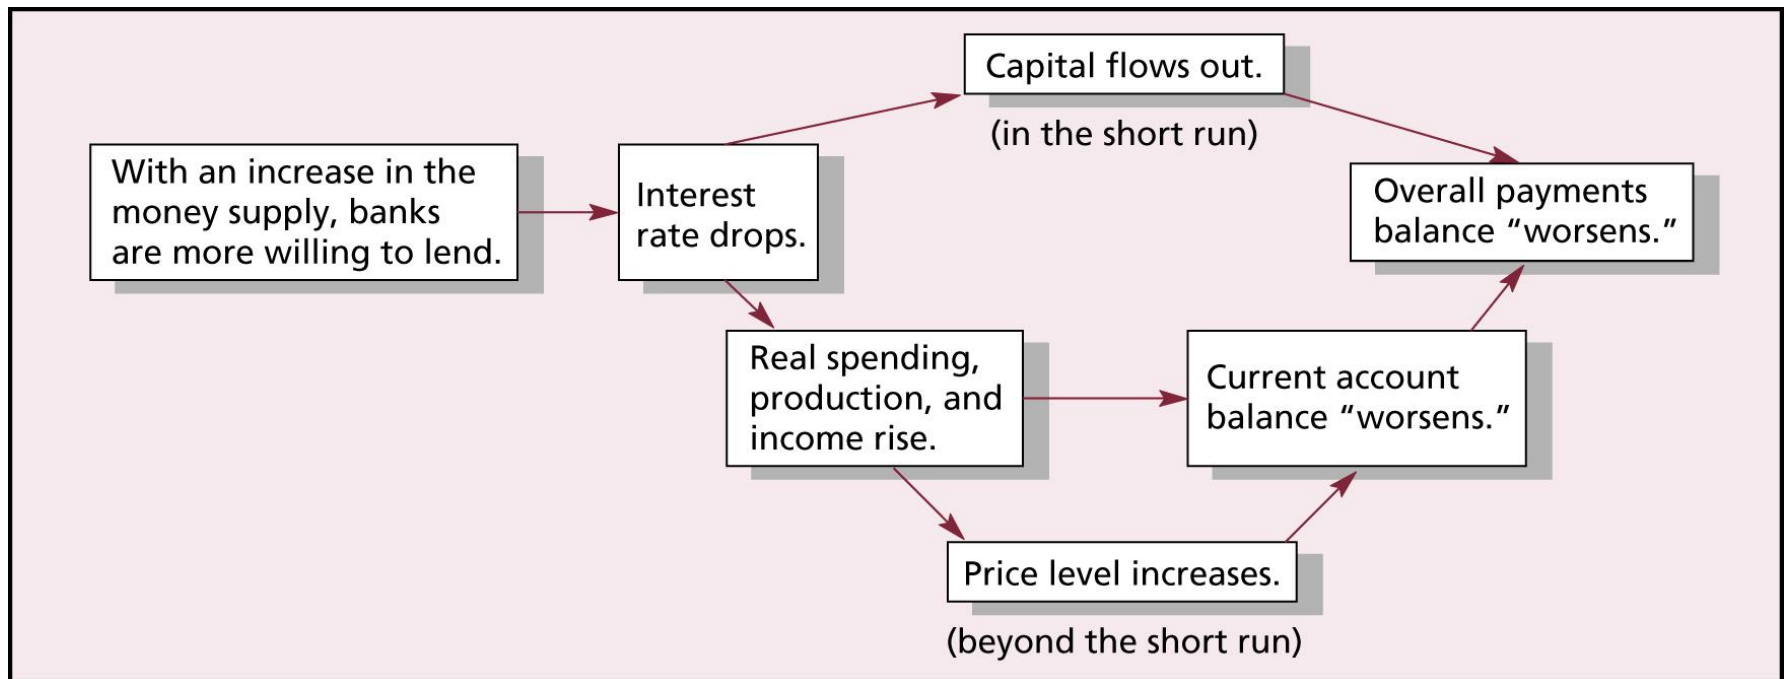 Capital flows out.
(in the short run)
With an increase in the
money supply, banks
are more willing to lend.
Interest
rate drops.
Overall payments
balance “worsens.”
Real spending,
production, and
income rise.
Current account
balance “worsens.”
Price level increases.
(beyond the short run)